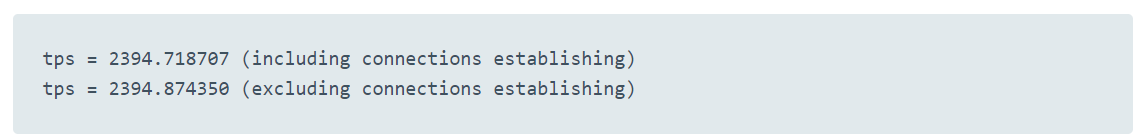 tps = 2394.718707 (including connections establishing)
tps = 2394.874350 (excluding connections establishing)